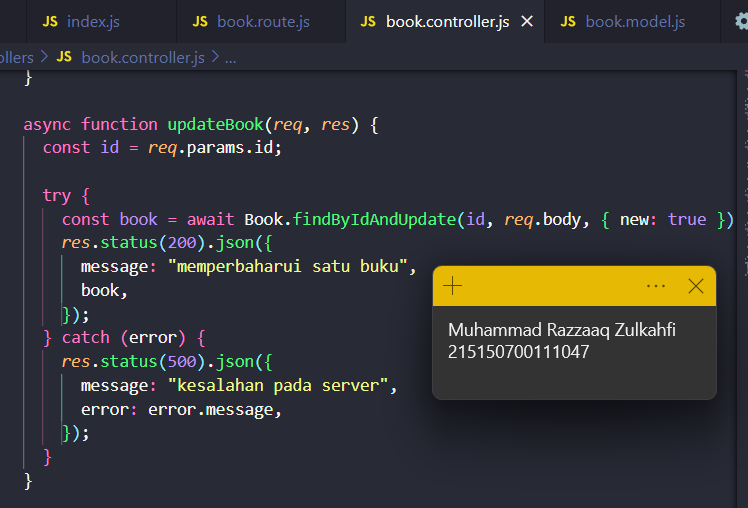 JS index.js JS book.route.js JS book.controller.js JS book.model.js
ollers > JS book.controller.js > ...
}
async function updateBook(req, res) {
const id = req.params.id;
try {
const book = await Book.findByIdAndUpdate(id, req.body, { new: true })
res.status(200).json({
message: "memperbaharui satu buku",
book,
});
} catch (error) {
res.status(500).json({
message: "kesalahan pada server",
error: error.message,
});
}
}
Muhammad Razzaaq Zulkahfi
215150700111047